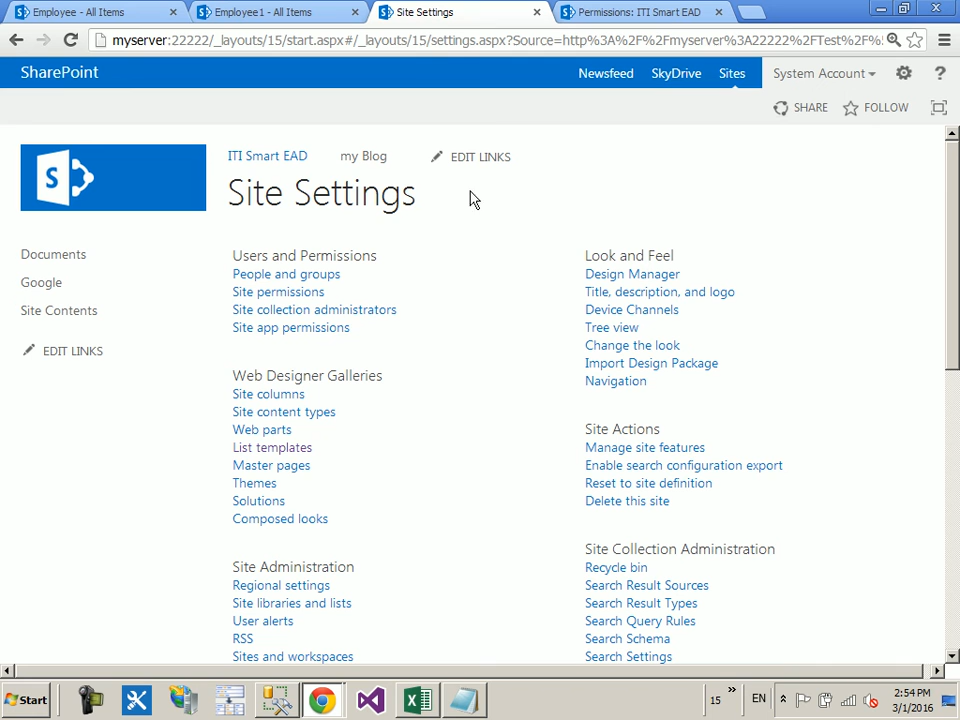 Employee - All Items
Employee1 - All Items
Site Settings
Permissions: ITI Smart EAD
myserver:22222/_layouts/15/start.aspx#/_layouts/15/settings.aspx?Source=http%3A%2F%2Fmyserver%3A22222%2FTest%2F%
SharePoint
Newsfeed
SkyDrive
Sites
System Account
?
SHARE
FOLLOW
S
ITI Smart EAD
my Blog
EDIT LINKS
Site Settings
Documents
Google
Site Contents
EDIT LINKS
Users and Permissions
People and groups
Site permissions
Site collection administrators
Site app permissions
Web Designer Galleries
Site columns
Site content types
Web parts
List templates
Master pages
Themes
Solutions
Composed looks
Site Administration
Regional settings
Site libraries and lists
User alerts
RSS
Sites and workspaces
Look and Feel
Design Manager
Title, description, and logo
Device Channels
Tree view
Change the look
Import Design Package
Navigation
Site Actions
Manage site features
Enable search configuration export
Reset to site definition
Delete this site
Site Collection Administration
Recycle bin
Search Result Sources
Search Result Types
Search Query Rules
Search Schema
Search Settings
Start
15
»
EN
2:54 PM
3/1/2016